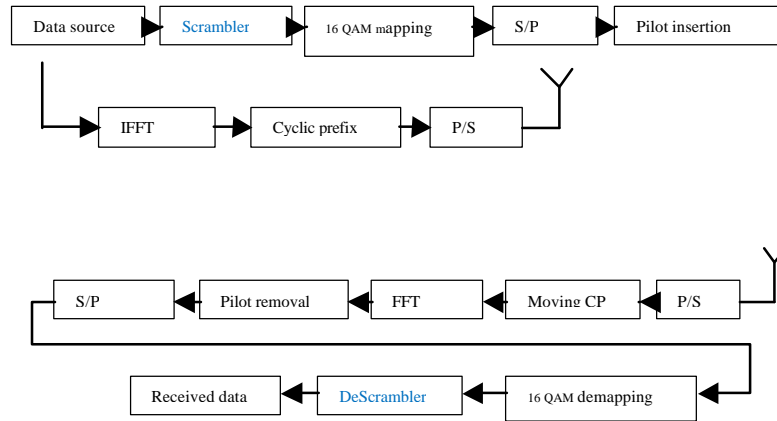 Data source
Scrambler
16 QAM mapping
S/P
Pilot insertion
IFFT
Cyclic prefix
P/S
S/P
Pilot removal
FFT
Moving CP
P/S
Received data
DeScrambler
16 QAM demapping